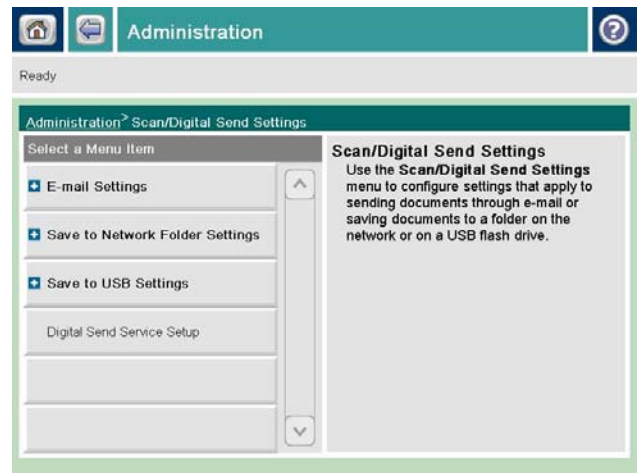 Administration
?
Ready
Administration> Scan/Digital Send Settings
Select a Menu Item
E-mail Settings
Save to Network Folder Settings
Save to USB Settings
Digital Send Service Setup
Scan/Digital Send Settings
Use the Scan/Digital Send Settings
menu to configure settings that apply to
sending documents through e-mail or
saving documents to a folder on the
network or on a USB flash drive.